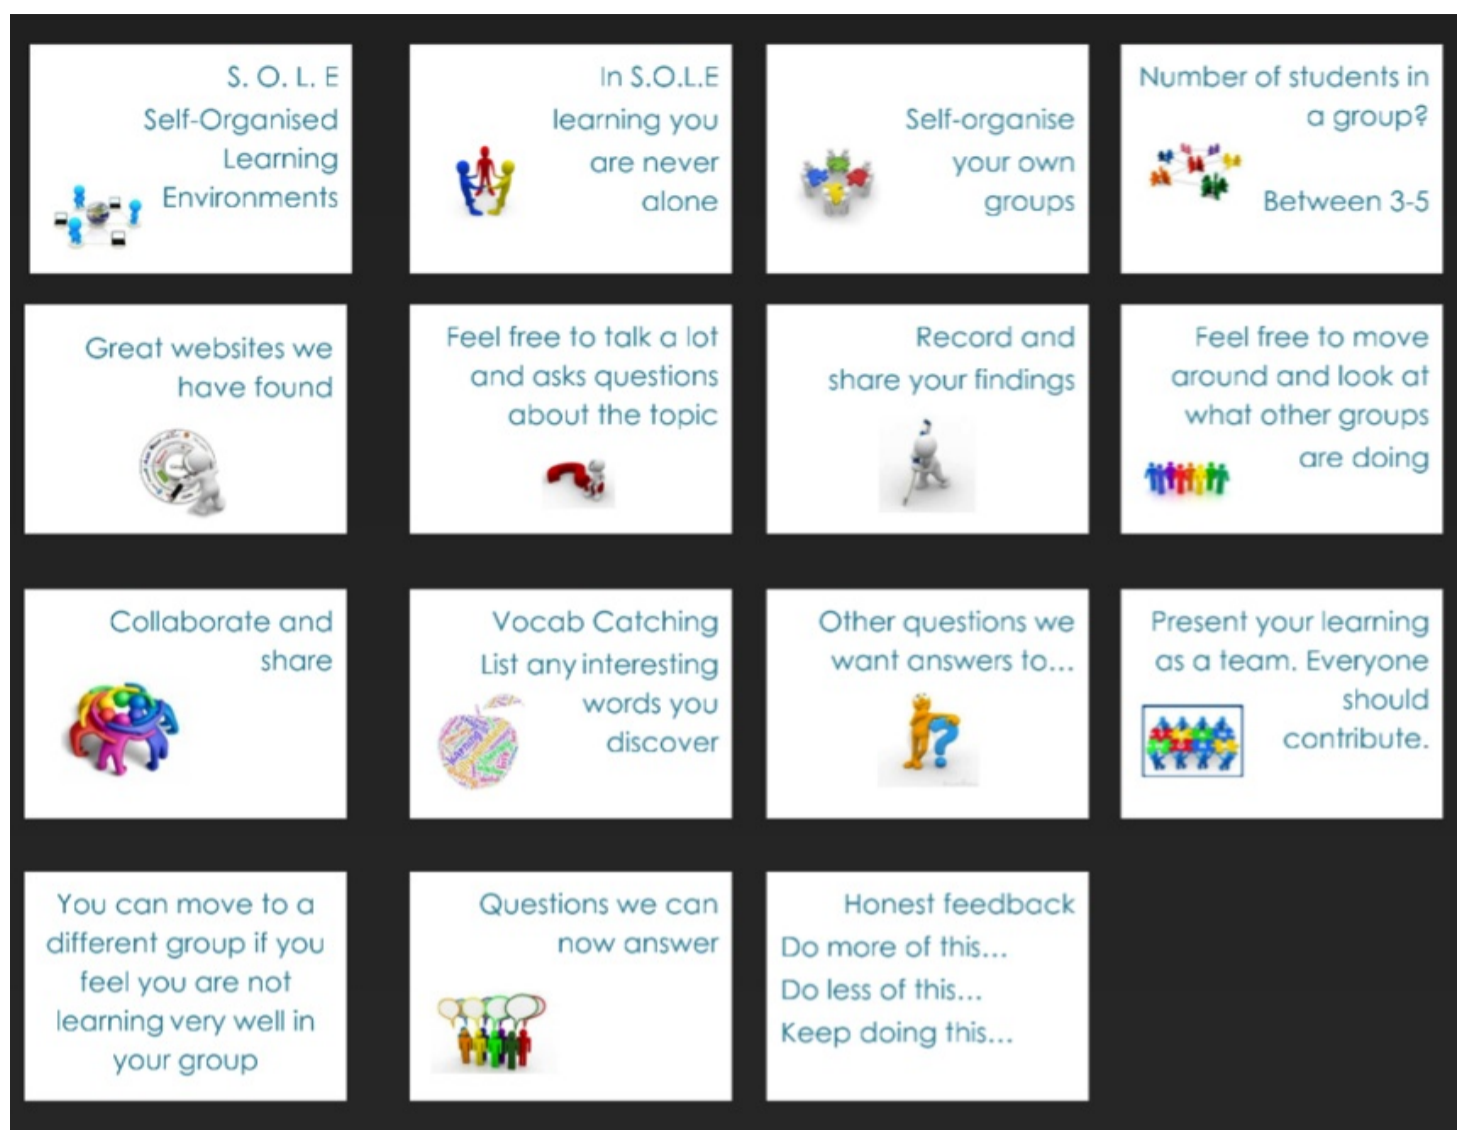 S. O. L. E
Self-Organised
Learning
Environments
In S.O.L.E
learning you
are never
alone
Self-organise
your own
groups
Number of students in
a group?
Between 3-5
Great websites we
have found
Feel free to talk a lot
and asks questions
about the topic
Record and
share your findings
Feel free to move
around and look at
what other groups
are doing
Collaborate and
share
Vocab Catching
List any interesting
words you
discover
Other questions we
want answers to...
Present your learning
as a team. Everyone
should
contribute.
You can move to a
different group if you
feel you are not
learning very well in
your group
Questions we can
now answer
Honest feedback
Do more of this...
Do less of this...
Keep doing this...